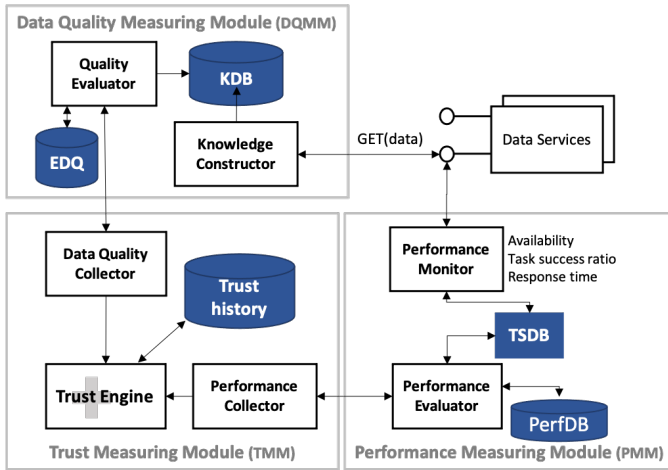 Data Quality Measuring Module (DQMM)
Quality
Evaluator
KDB
EDQ
Knowledge
Constructor
GET(data)
Data Services
Data Quality
Collector
Trust
history
Trust Engine
Performance
Collector
Trust Measuring Module (TMM)
Performance
Monitor
Availability
Task success ratio
Response time
TSDB
Performance
Evaluator
PerfDB
Performance Measuring Module (PMM)